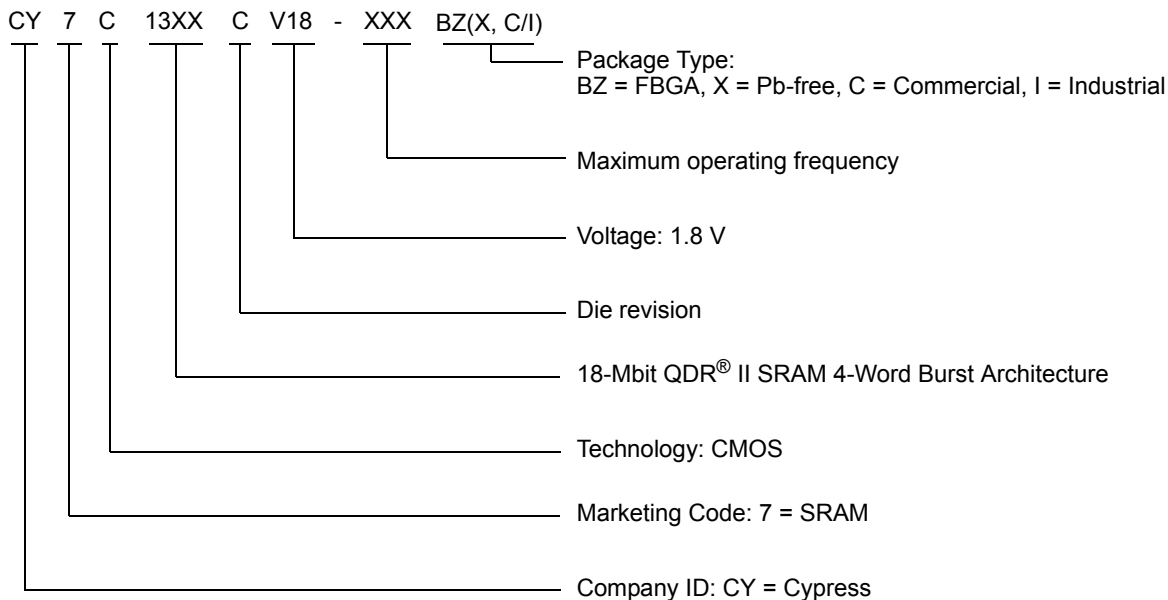 CY 7 C 13XX C V18 - XXX BZ(X, C/I)
Package Type:
BZ = FBGA, X = Pb-free, C = Commercial, I = Industrial
Maximum operating frequency
Voltage: 1.8 V
Die revision
18-Mbit QDR® II SRAM 4-Word Burst Architecture
Technology: CMOS
Marketing Code: 7 = SRAM
Company ID: CY = Cypress